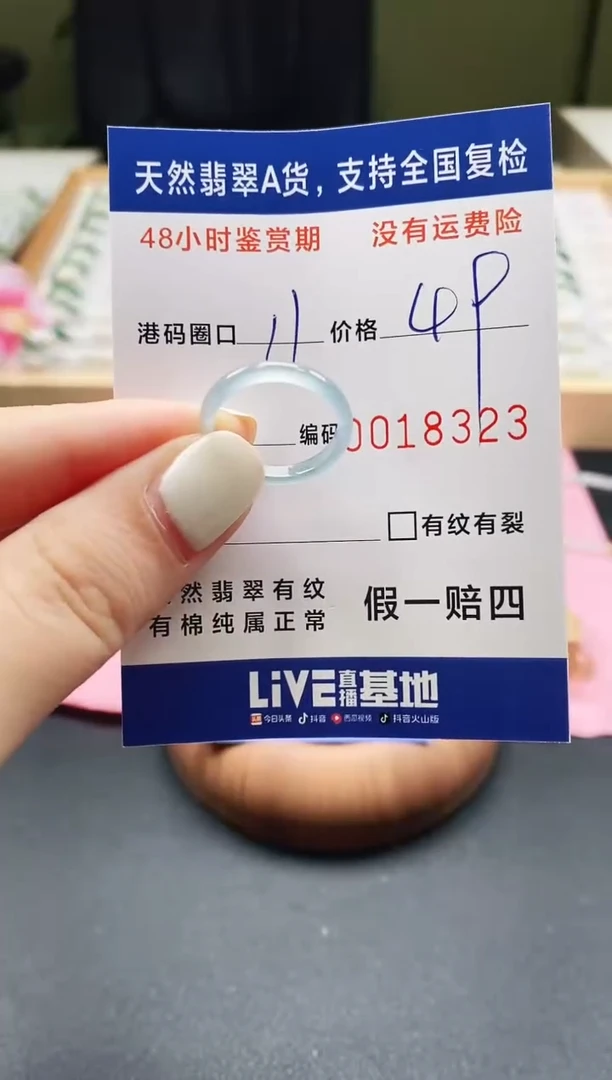 天然翡翠A货，支持全国复检
48小时鉴赏期 没有运费险
港码圈口 11 价格 4P
编码 0018323
有纹有裂
然翡翠有纹
有棉纯属正常
假一赔四
LiVE直播基地
头条 今日头条 抖音 西瓜视频 抖音火山版